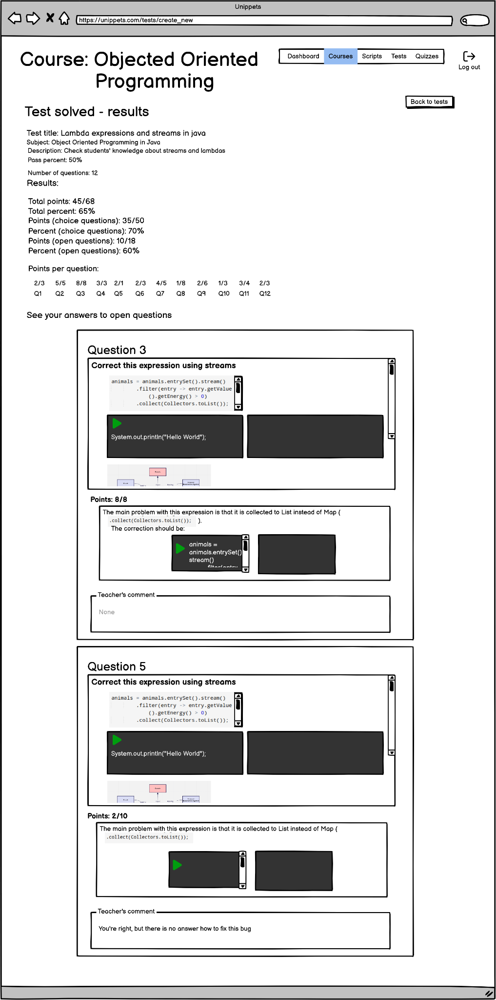 Unippets
https://unippets.com/tests/create_new
Course: Objected Oriented
Programming
Dashboard Courses Scripts Tests Quizzes
Log out
Back to tests
Test solved - results
Test title: Lambda expressions and streams in java
Subject: Object Oriented Programming in Java
Description: Check students' knowledge about streams and lambdas
Pass percent: 50%
Number of questions: 12
Results:
Total points: 45/68
Total percent: 65%
Points (choice questions): 35/50
Percent (choice questions): 70%
Points (open questions): 10/18
Percent (open questions): 60%
Points per question:
2/3 5/5 8/8 3/3 2/1 2/3 4/5 1/8 2/6 1/3 3/4 2/3
Q1 Q2 Q3 Q4 Q5 Q6 Q7 Q8 Q9 Q10 Q11 Q12
See your answers to open questions
Question 3
Correct this expression using streams
animals = animals.entrySet().stream()
.filter(entry -> entry.getValue
().getEnergy() > 0)
.collect(Collectors.toList());
System.out.println("Hello World");
Points: 8/8
The main problem with this expression is that it is collected to List instead of Map (
.collect(Collectors.toList()); ).
The correction should be:
animals =
animals.entrySet()
stream()
filter(entry
Teacher's comment
None
Question 5
Correct this expression using streams
animals = animals.entrySet().stream()
.filter(entry -> entry.getValue
().getEnergy() > 0)
.collect(Collectors.toList());
System.out.println("Hello World");
Points: 2/10
The main problem with this expression is that it is collected to List instead of Map (
.collect(Collectors.toList());
Teacher's comment
You're right, but there is no answer how to fix this bug